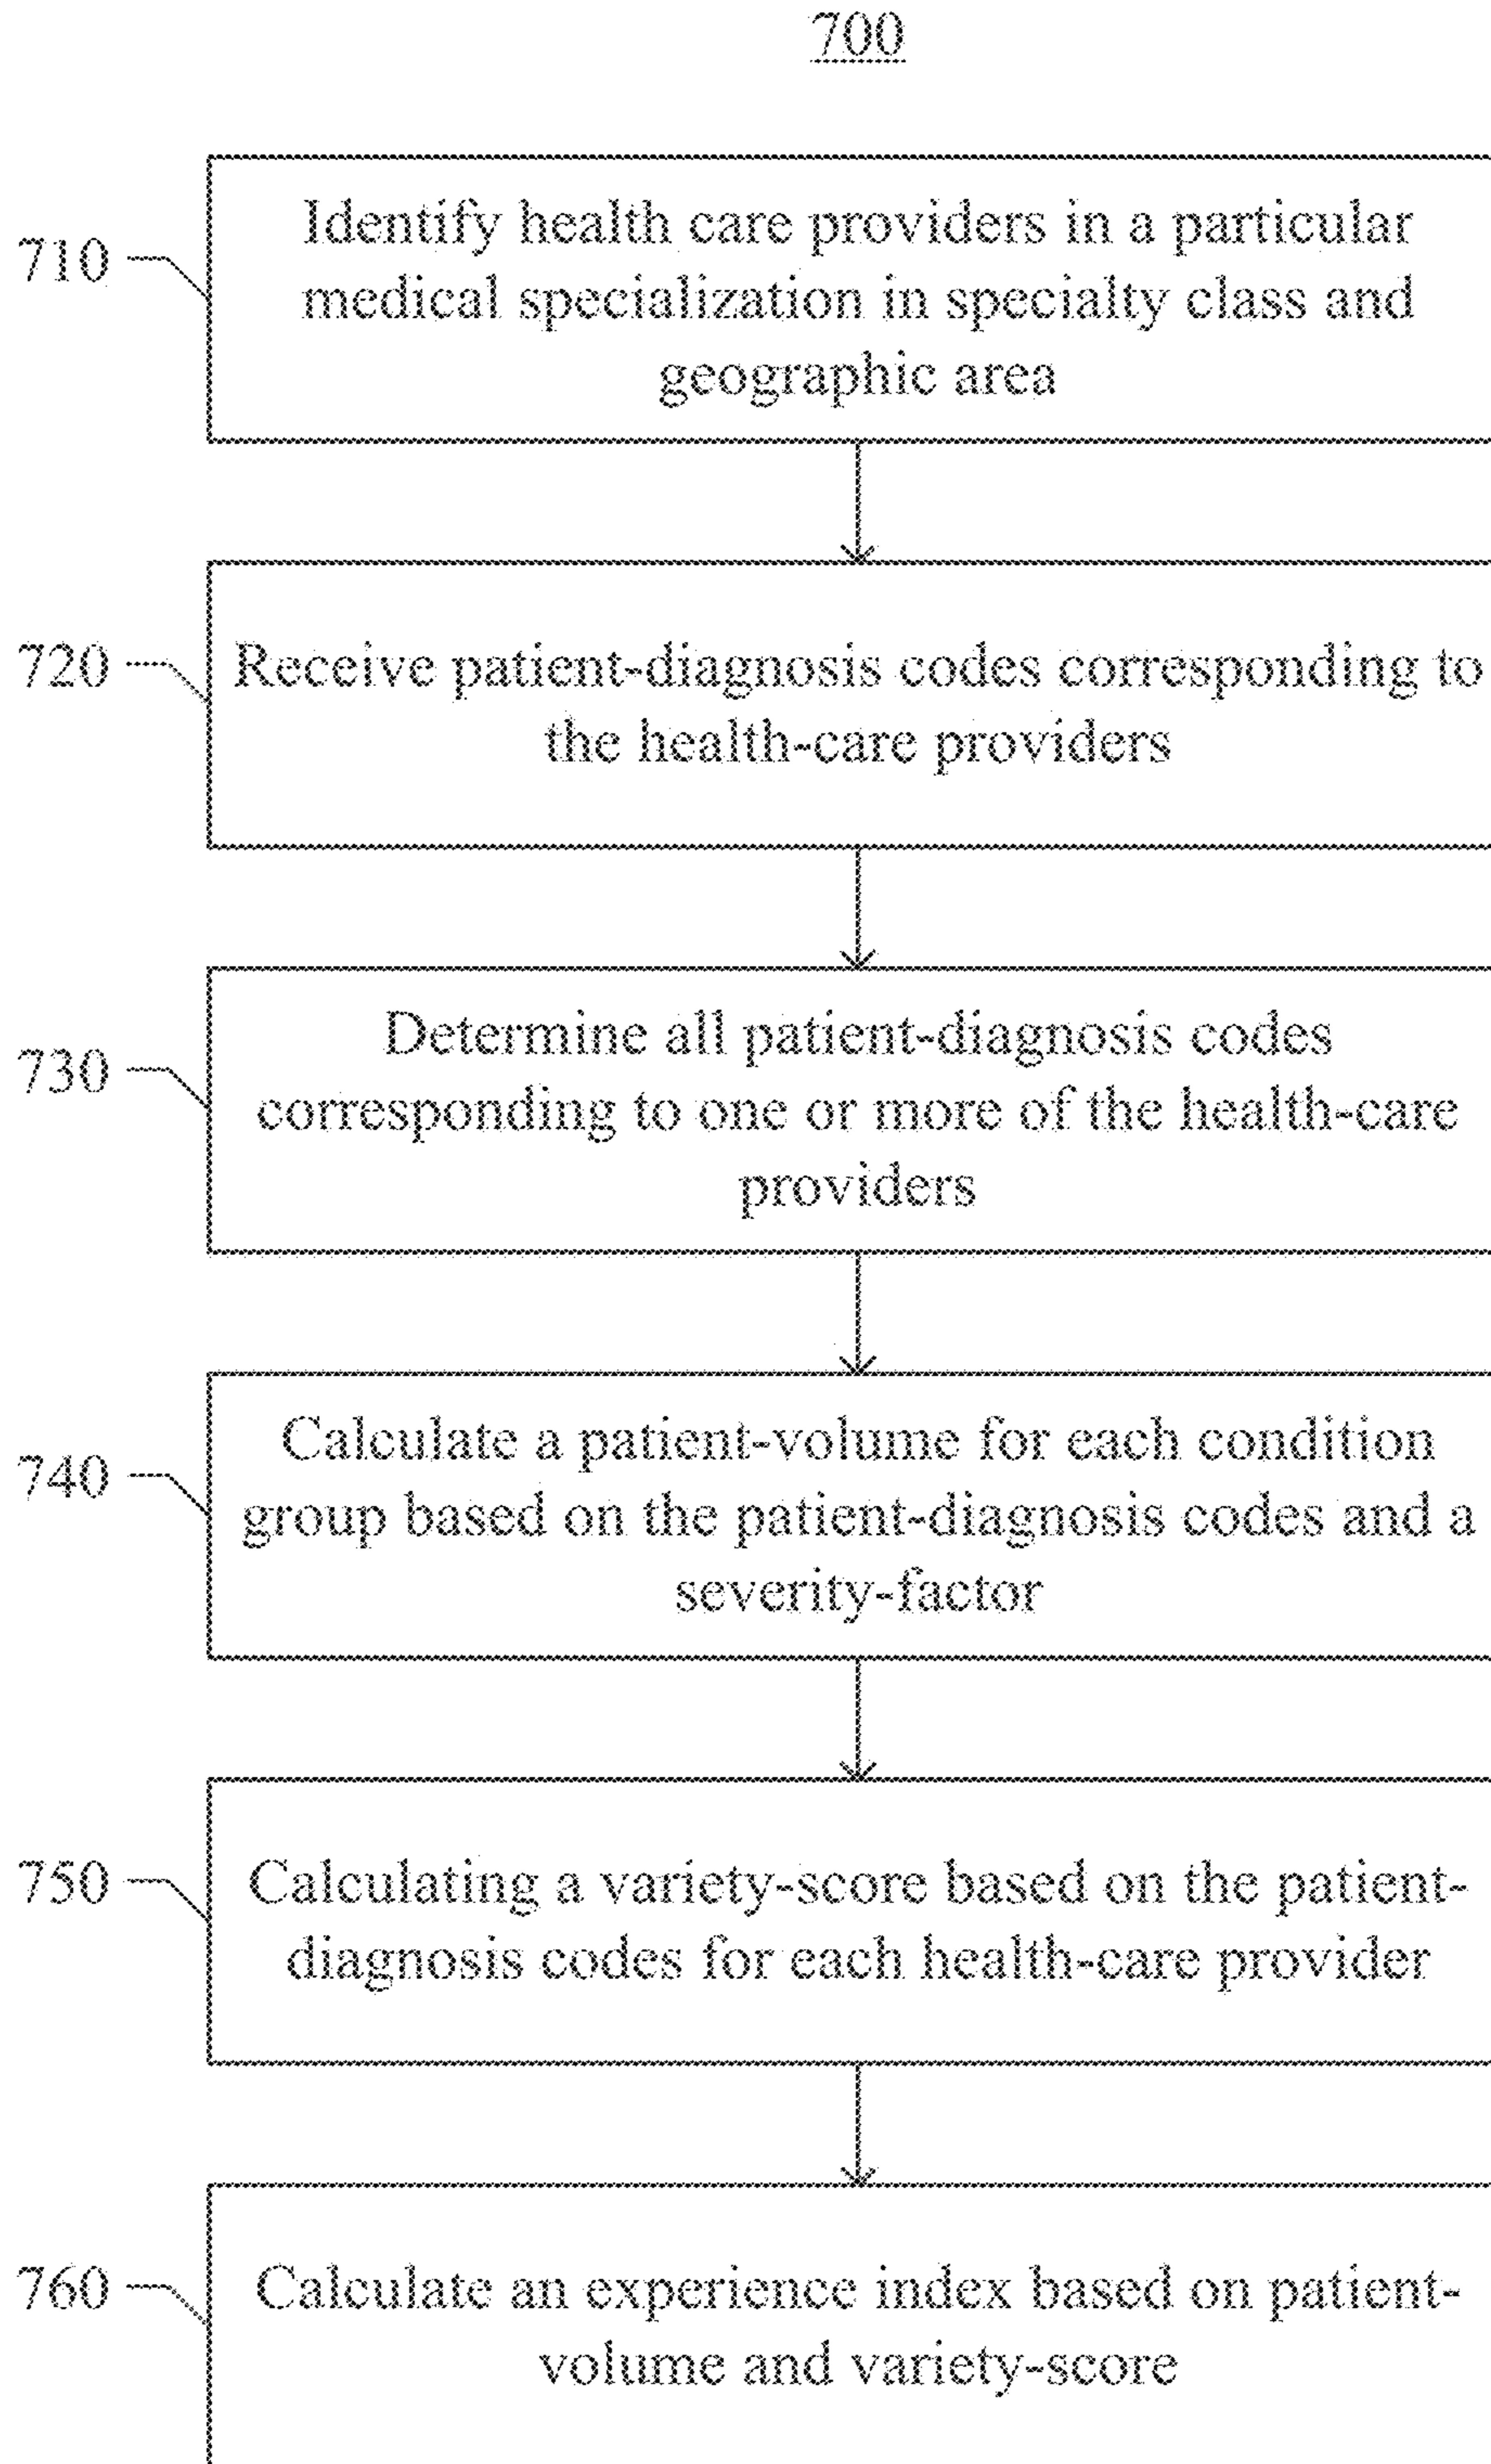 700
710
Identify health care providers in a particular
medical specialization in specialty class and
geographic area
720
Receive patient-diagnosis codes corresponding to
the health-care providers
730
Determine all patient-diagnosis codes
corresponding to one or more of the health-care
providers
740
Calculate a patient-volume for each condition
group based on the patient-diagnosis codes and a
severity-factor
750
Calculating a variety-score based on the patient-
diagnosis codes for each health-care provider
760
Calculate an experience index based on patient-
volume and variety-score